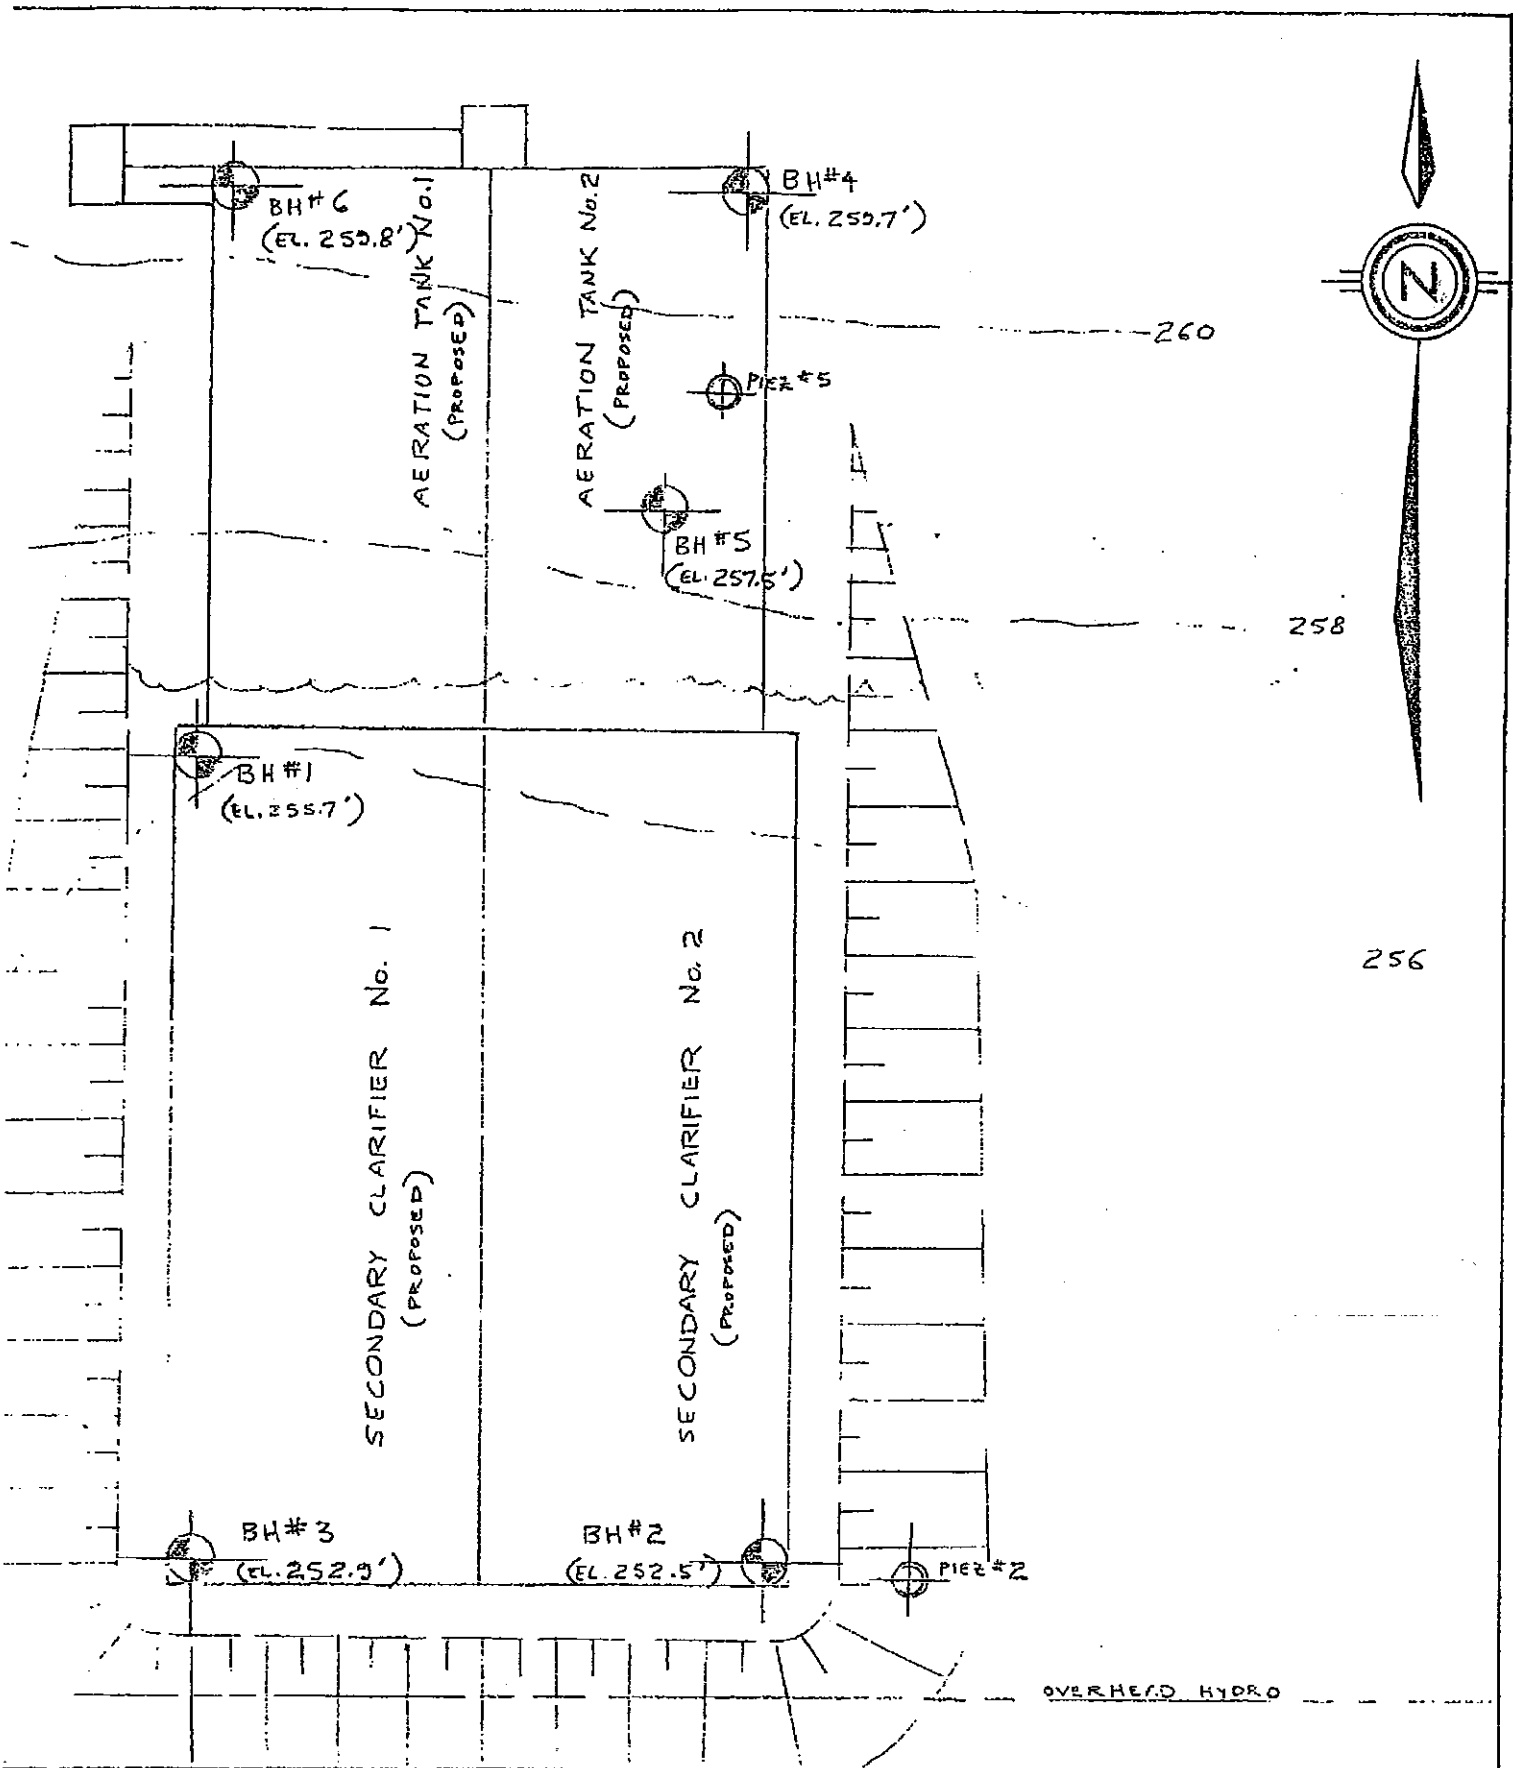 BH#6
(EL. 259.8')
AERATION TANK No.1
(PROPOSED)
AERATION TANK No.2
(PROPOSED)
BH#4
(EL. 259.7')
N
260
PIEZ #5
BH #5
(EL. 257.5')
258
BH #1
(EL. 255.7')
256
SECONDARY CLARIFIER No. 1
(PROPOSED)
SECONDARY CLARIFIER No. 2
(PROPOSED)
BH# 3
(EL. 252.9')
BH#2
(EL. 252.5')
PIEZ #2
OVERHEAD HYDRO